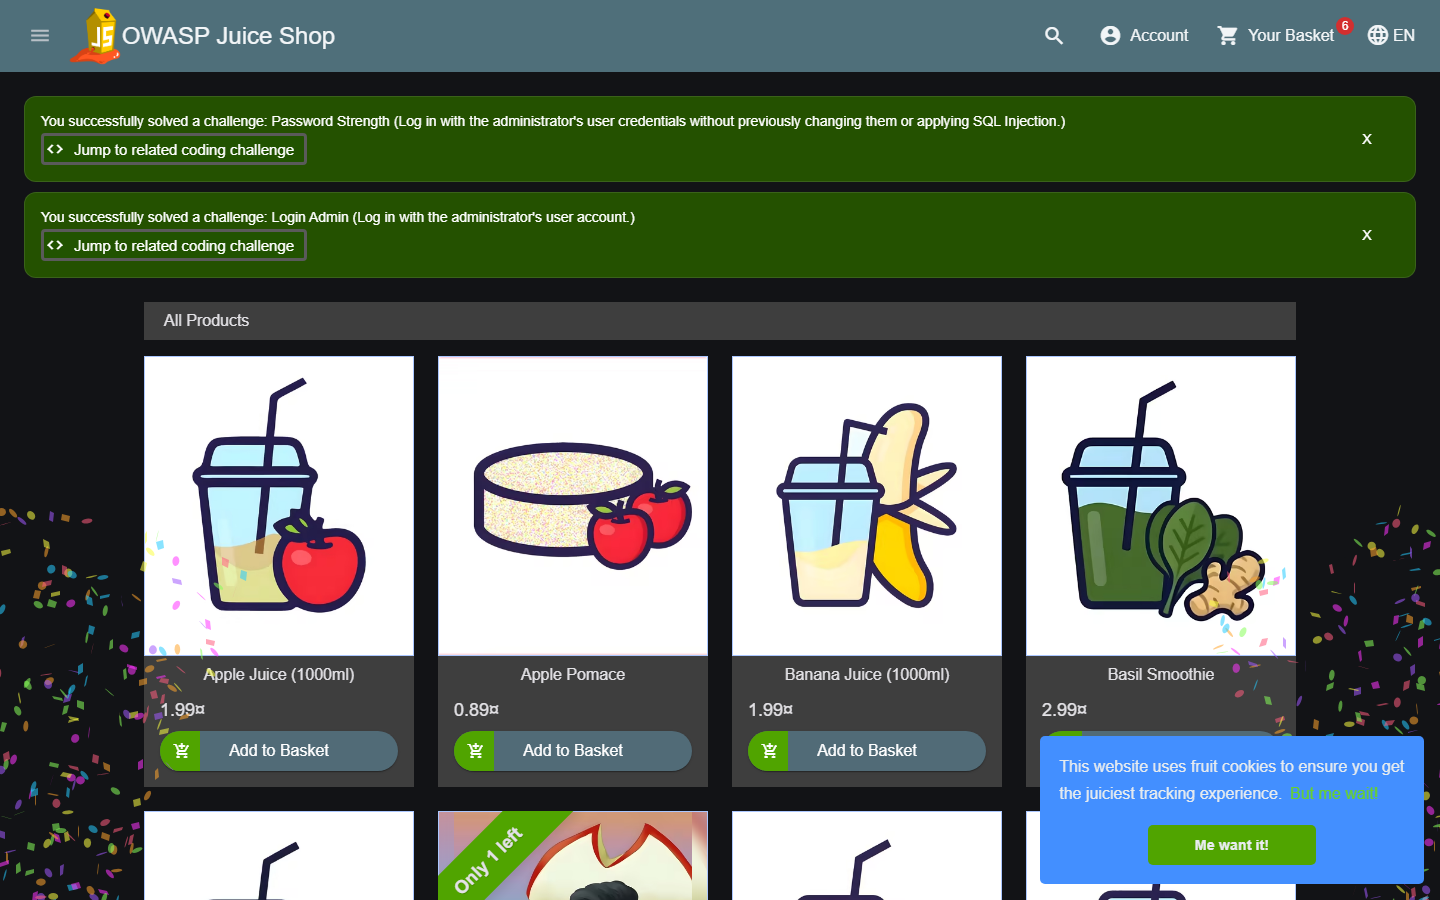 OWASP Juice Shop
Account
Your Basket
6
EN
You successfully solved a challenge: Password Strength (Log in with the administrator's user credentials without previously changing them or applying SQL Injection.)
<> Jump to related coding challenge
X
You successfully solved a challenge: Login Admin (Log in with the administrator's user account.)
<> Jump to related coding challenge
X
All Products
Apple Juice (1000ml)
1.99¤
Add to Basket
Apple Pomace
0.89¤
Add to Basket
Banana Juice (1000ml)
1.99¤
Add to Basket
Basil Smoothie
2.99¤
Only 1 left
This website uses fruit cookies to ensure you get
the juiciest tracking experience. But me wait!
Me want it!